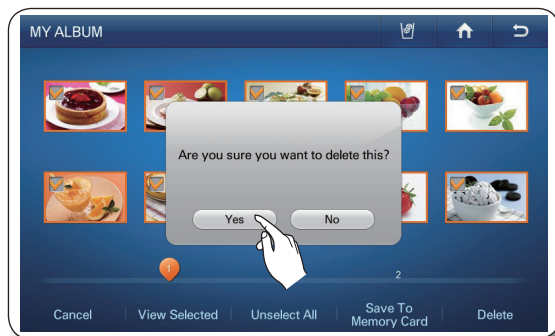 MY ALBUM
Are you sure you want to delete this?
Yes No
1 2
Cancel View Selected Unselect All Save To
Memory Card Delete